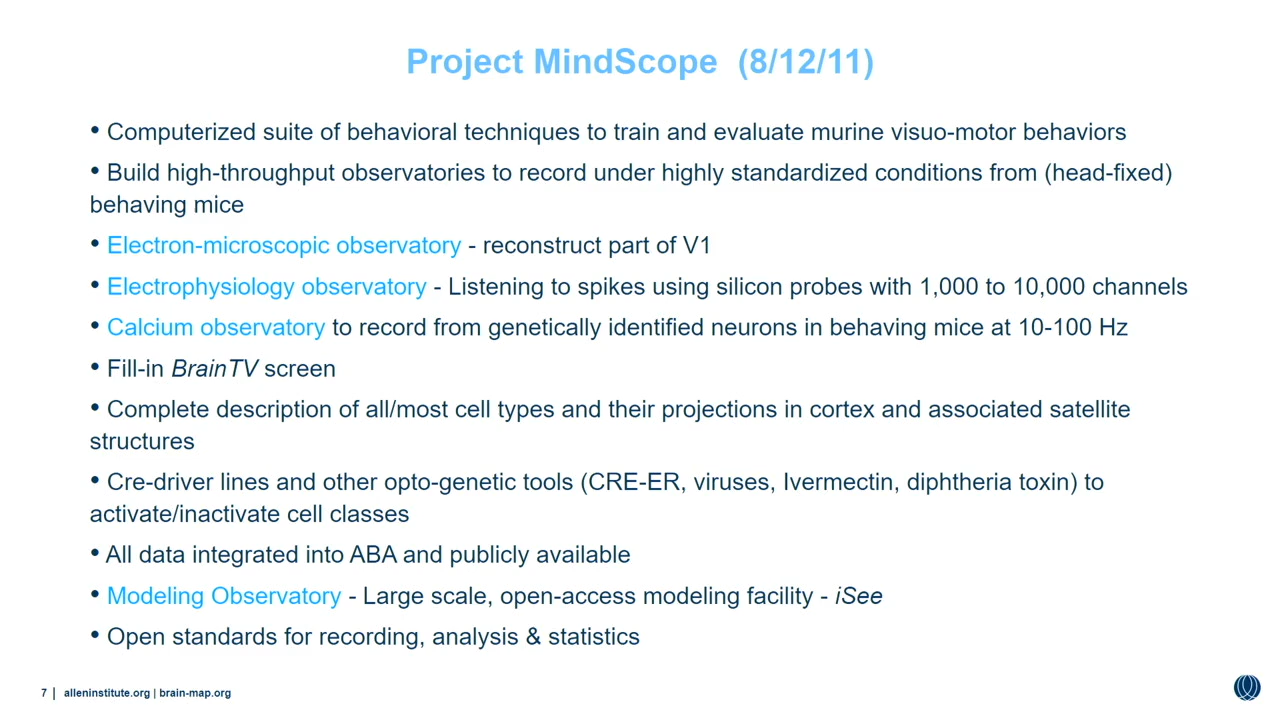 Project MindScope (8/12/11)
• Computerized suite of behavioral techniques to train and evaluate murine visuo-motor behaviors
• Build high-throughput observatories to record under highly standardized conditions from (head-fixed)
behaving mice
• Electron-microscopic observatory - reconstruct part of V1
• Electrophysiology observatory - Listening to spikes using silicon probes with 1,000 to 10,000 channels
• Calcium observatory to record from genetically identified neurons in behaving mice at 10-100 Hz
• Fill-in BrainTV screen
• Complete description of all/most cell types and their projections in cortex and associated satellite
structures
• Cre-driver lines and other opto-genetic tools (CRE-ER, viruses, Ivermectin, diphtheria toxin) to
activate/inactivate cell classes
• All data integrated into ABA and publicly available
• Modeling Observatory - Large scale, open-access modeling facility - iSee
• Open standards for recording, analysis & statistics
7 | alleninstitute.org | brain-map.org